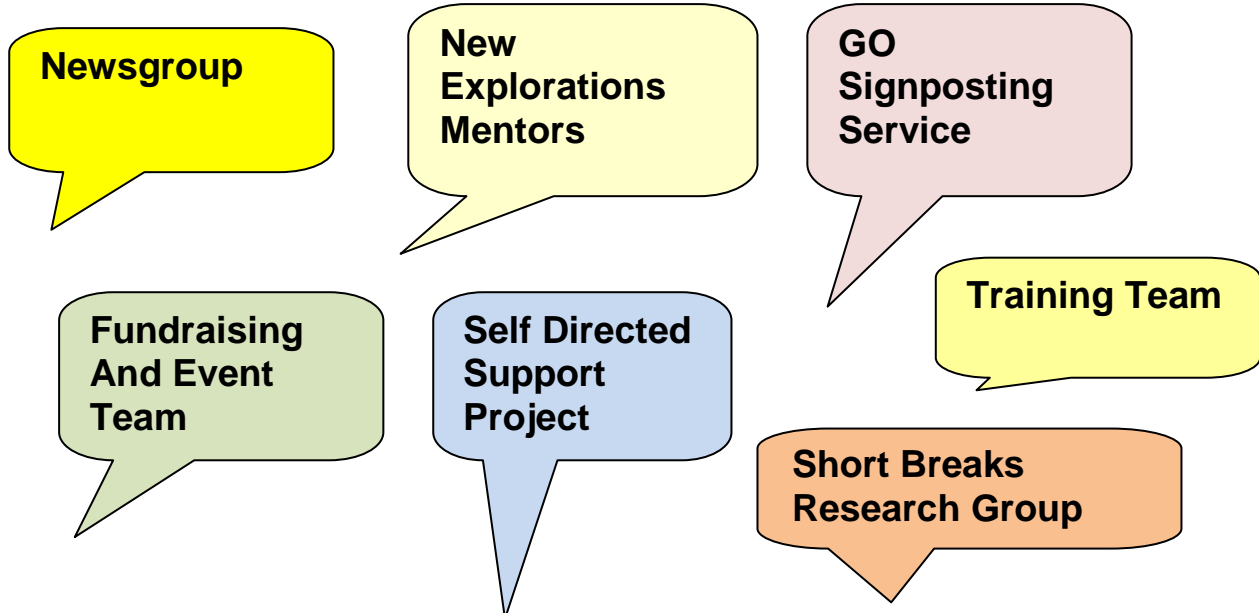 Newsgroup
New
Explorations
Mentors
GO
Signposting
Service
Training Team
Fundraising
And Event
Team
Self Directed
Support
Project
Short Breaks
Research Group